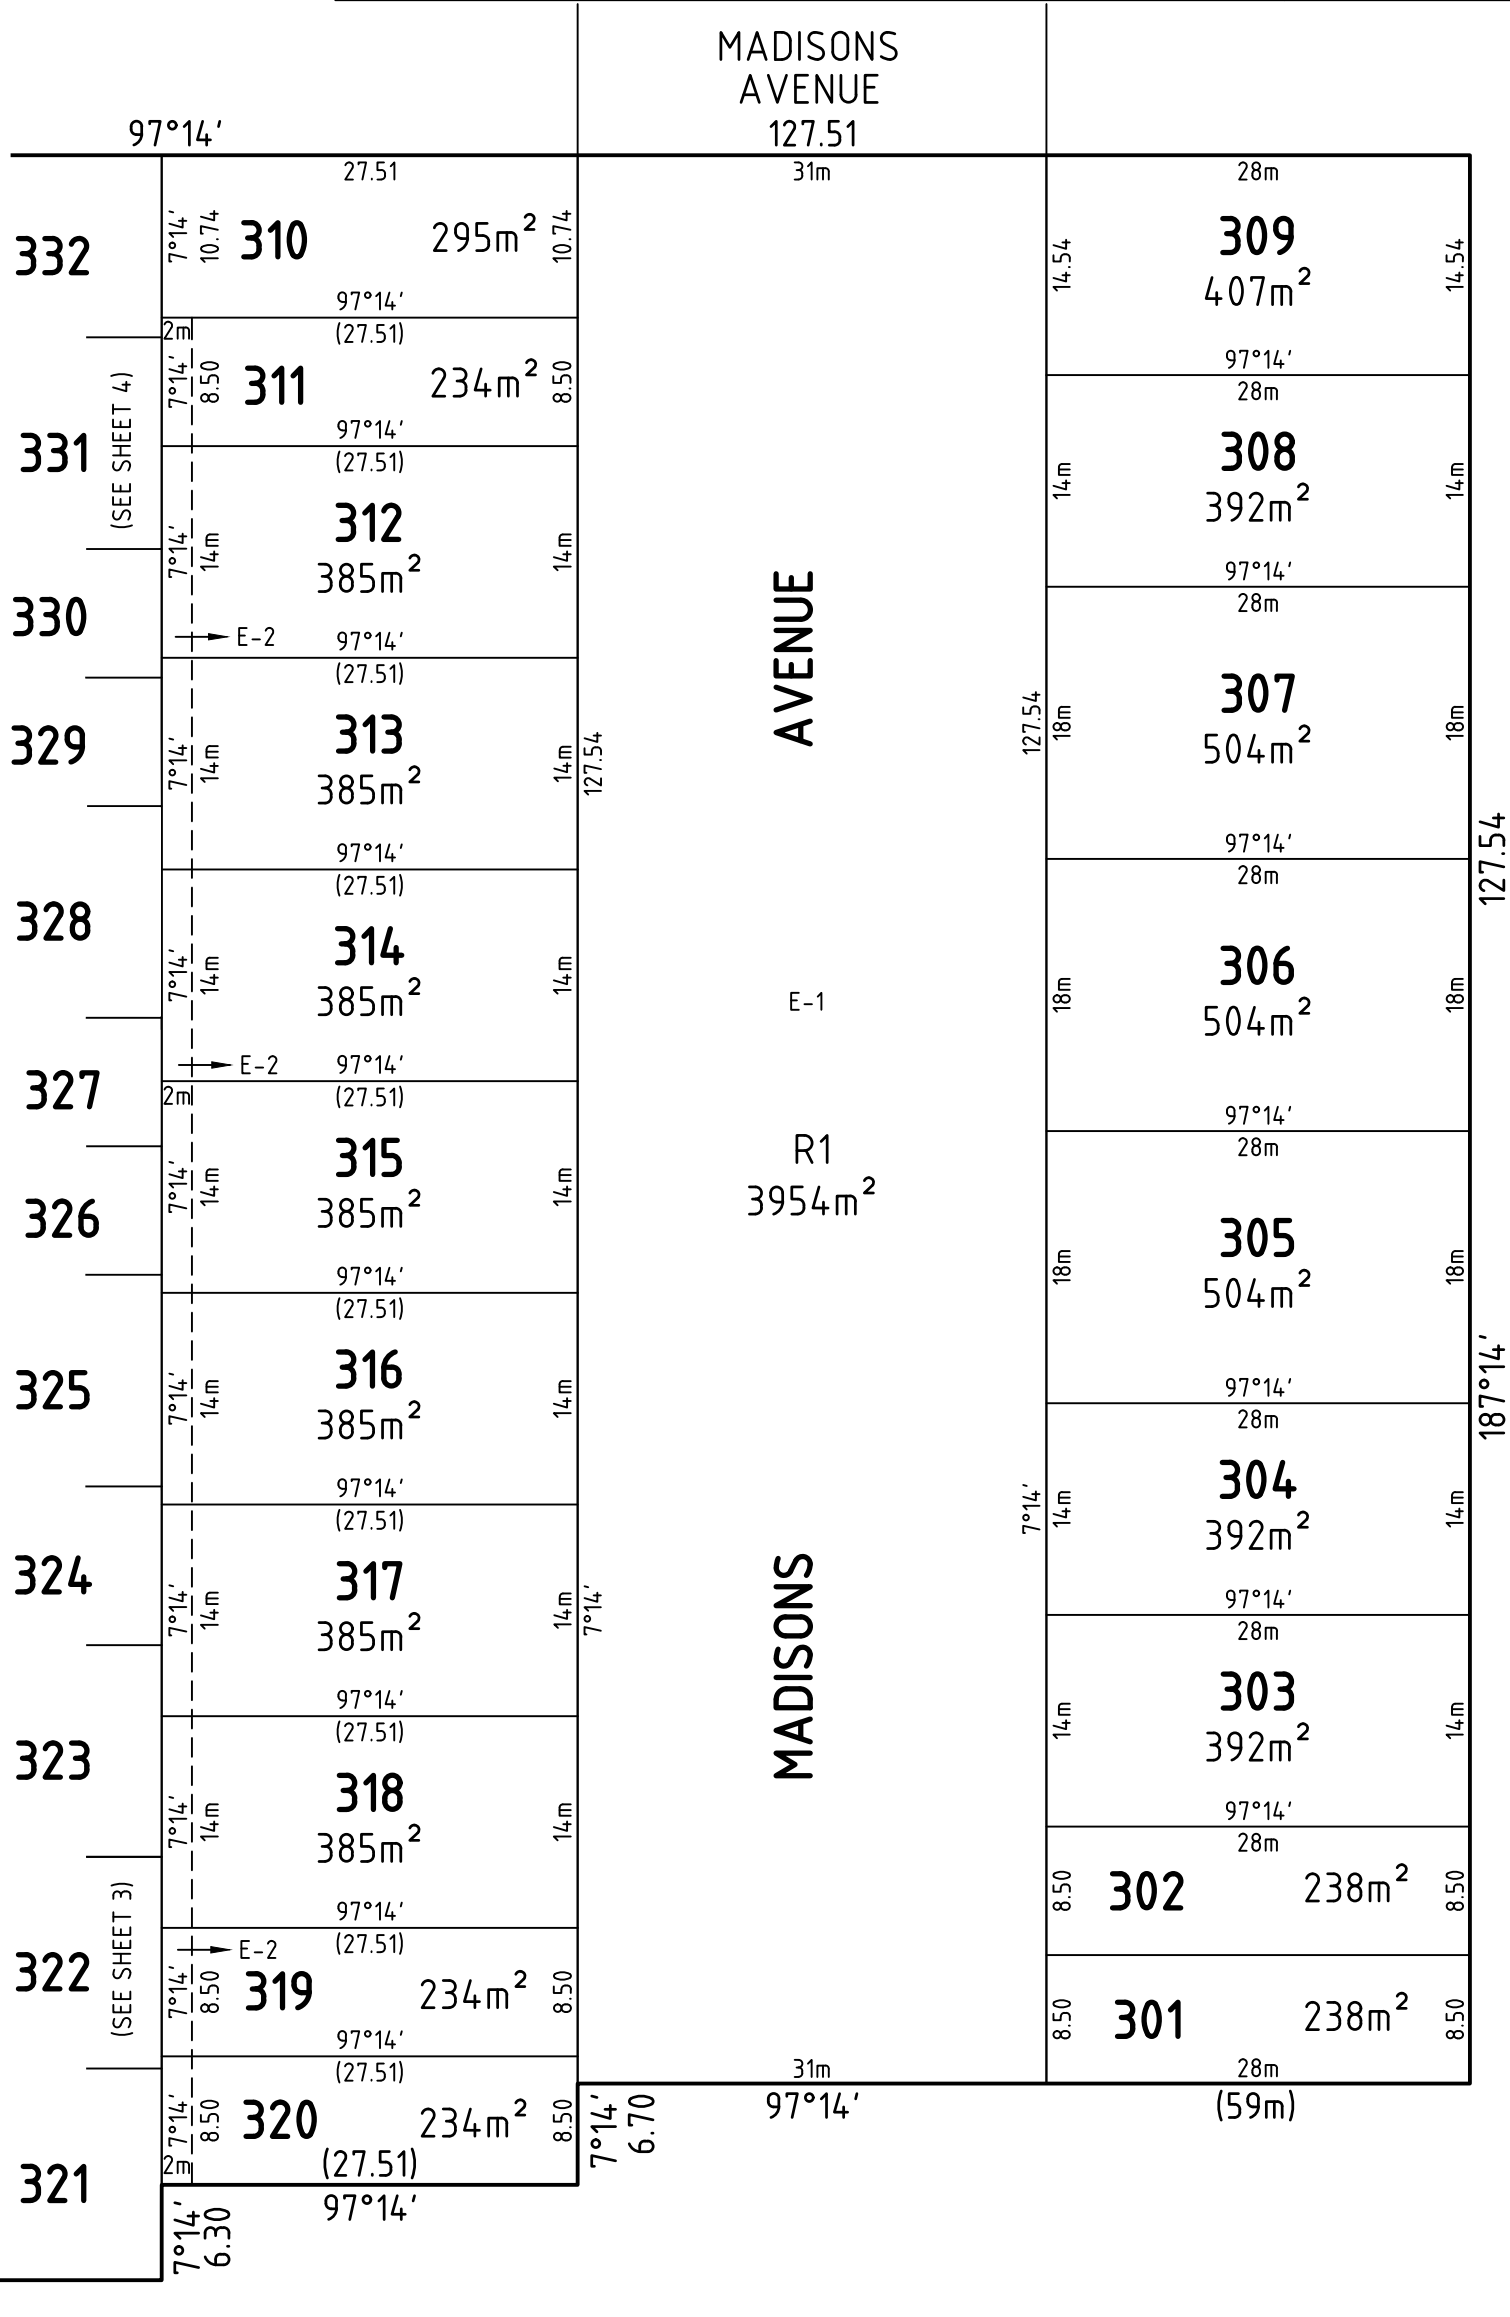 MADISONS
AVENUE
97°14'
127.51
332
331
(SEE SHEET 4)
330
329
328
327
326
325
324
323
322
(SEE SHEET 3)
321
27.51
7°14'
10.74
310
295m²
10.74
97°14'
2m
(27.51)
7°14'
8.50
311
234m²
8.50
97°14'
(27.51)
312
385m²
7°14'
14m
14m
E-2
97°14'
(27.51)
313
385m²
7°14'
14m
14m
97°14'
(27.51)
314
385m²
7°14'
14m
14m
E-2
97°14'
2m
(27.51)
315
385m²
7°14'
14m
14m
97°14'
(27.51)
316
385m²
7°14'
14m
14m
97°14'
(27.51)
317
385m²
7°14'
14m
14m
97°14'
(27.51)
318
385m²
7°14'
14m
14m
97°14'
(27.51)
E-2
7°14'
8.50
319
234m²
8.50
97°14'
(27.51)
7°14'
8.50
320
234m²
8.50
2m
(27.51)
97°14'
7°14'
6.30
7°14'
6.70
31m
127.54
7°14'
MADISONS AVENUE
E-1
R1
3954m²
127.54
7°14'
31m
97°14'
28m
14.54
309
407m²
14.54
97°14'
28m
14m
308
392m²
14m
97°14'
28m
18m
307
504m²
18m
97°14'
28m
18m
306
504m²
18m
97°14'
28m
18m
305
504m²
18m
97°14'
28m
14m
304
392m²
14m
97°14'
28m
14m
303
392m²
14m
97°14'
28m
8.50
302
238m²
8.50
8.50
301
238m²
8.50
28m
(59m)
127.54
187°14'